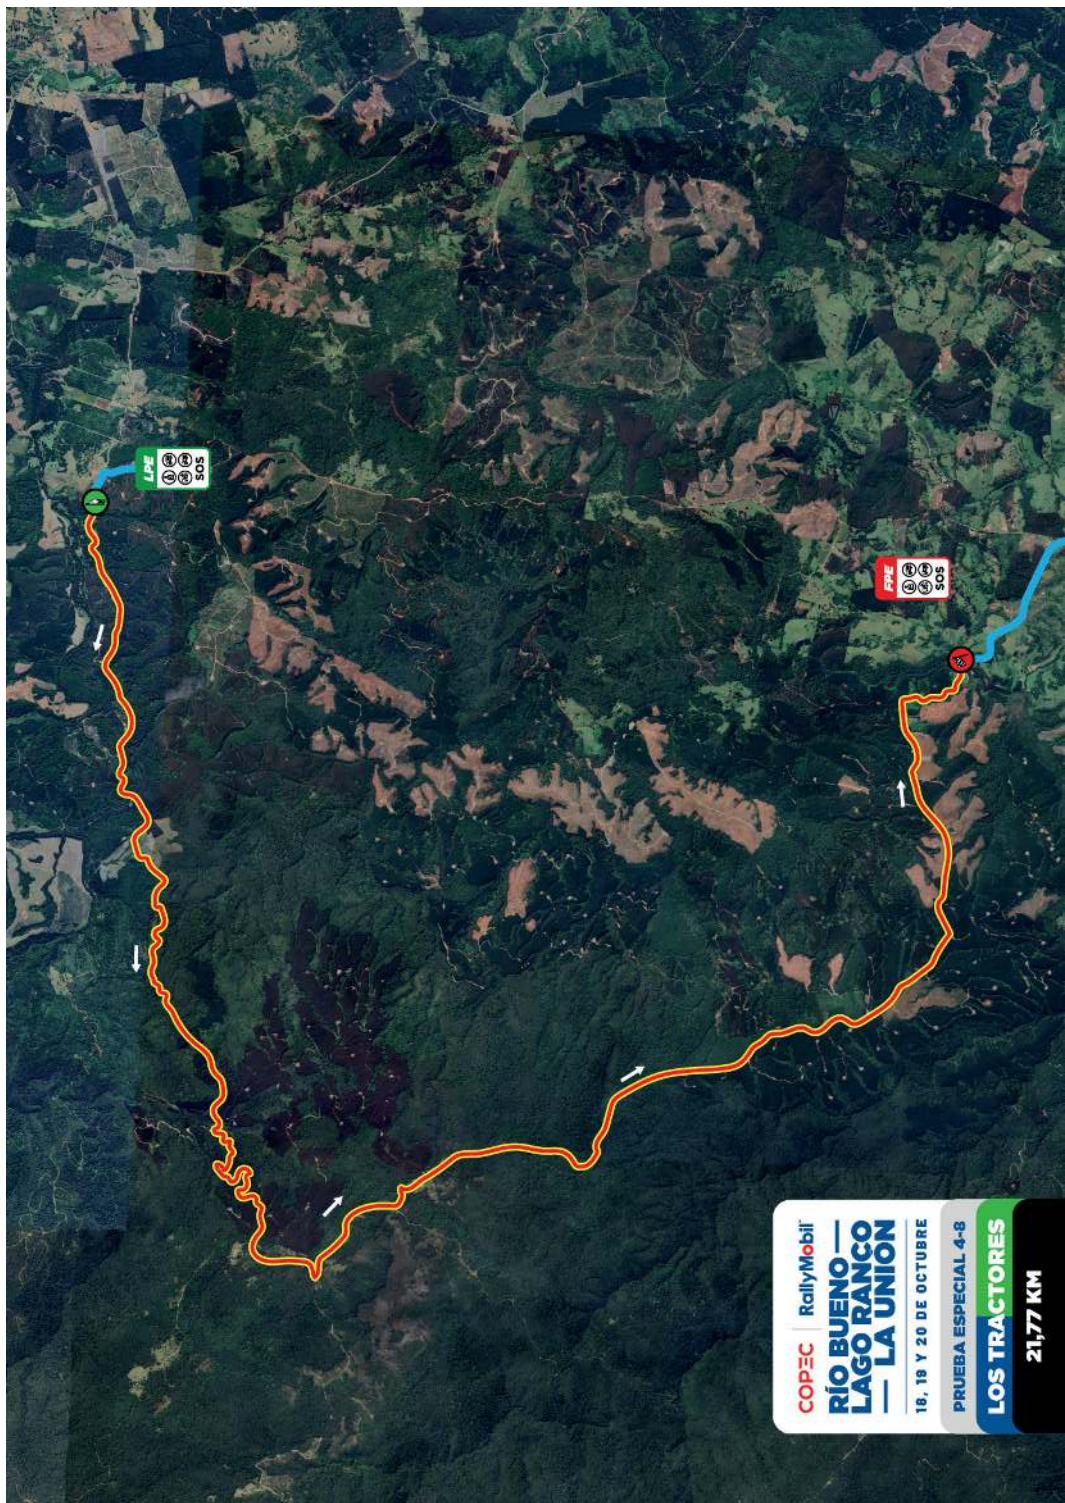 LPE
SOS
FPE
SOS
COPEC | RallyMobil
RÍO BUENO —
LAGO RANCO
— LA UNIÓN
18, 19 Y 20 DE OCTUBRE
PRUEBA ESPECIAL 4-8
LOS TRACTORES
21,77 KM